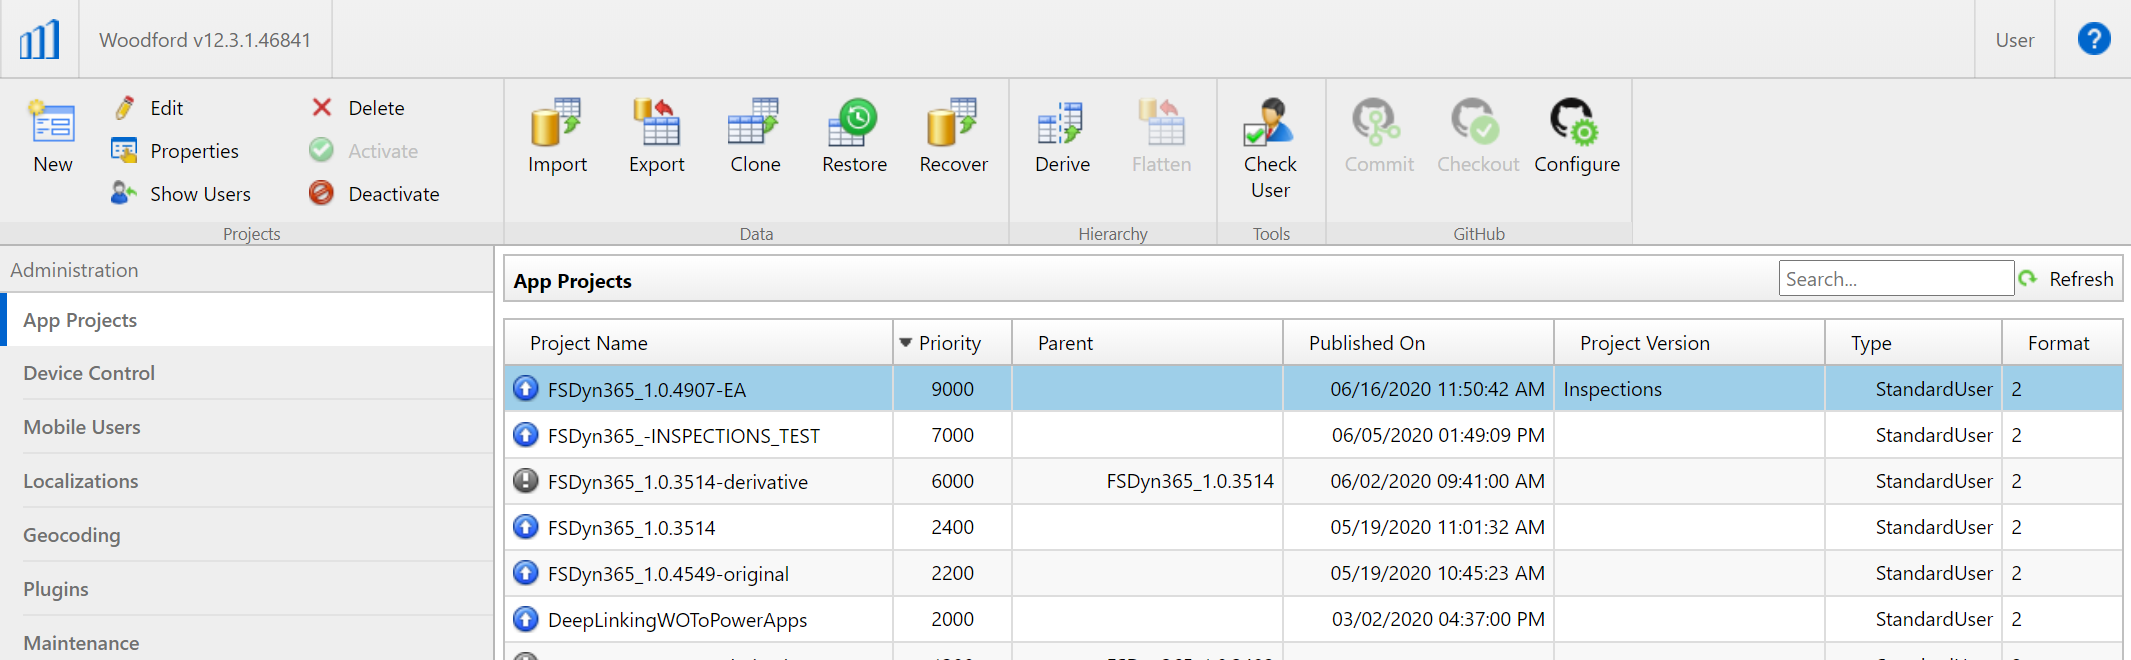 Woodford v12.3.1.46841
User
New
Edit
Properties
Show Users
Delete
Activate
Deactivate
Projects
Import
Export
Clone
Restore
Recover
Data
Derive
Flatten
Hierarchy
Check User
Tools
Commit
Checkout
Configure
GitHub
Administration
App Projects
Device Control
Mobile Users
Localizations
Geocoding
Plugins
Maintenance
App Projects
Search...
Refresh
Project Name Priority Parent Published On Project Version Type Format
FSDyn365_1.0.4907-EA 9000 06/16/2020 11:50:42 AM Inspections StandardUser 2
FSDyn365_-INSPECTIONS_TEST 7000 06/05/2020 01:49:09 PM StandardUser 2
FSDyn365_1.0.3514-derivative 6000 FSDyn365_1.0.3514 06/02/2020 09:41:00 AM StandardUser 2
FSDyn365_1.0.3514 2400 05/19/2020 11:01:32 AM StandardUser 2
FSDyn365_1.0.4549-original 2200 05/19/2020 10:45:23 AM StandardUser 2
DeepLinkingWOToPowerApps 2000 03/02/2020 04:37:00 PM StandardUser 2